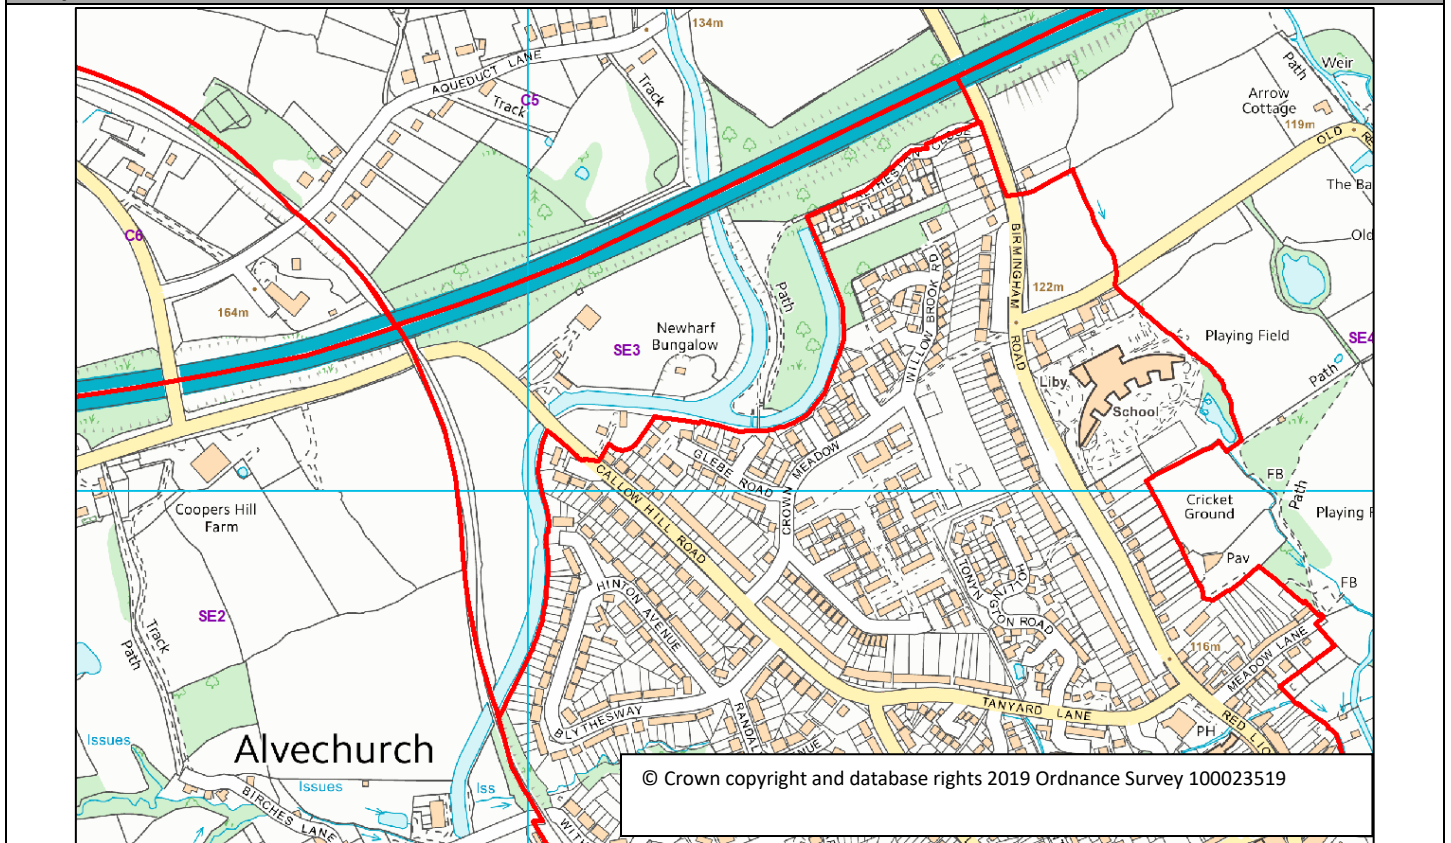 134m
AQUEDUCT LANE
Track
C5
Track
Path
Weir
Arrow
Cottage
119m
OLD
The Ba
C6
164m
Path
BIRMINGHAM
ROAD
122m
Old
WILLOW BROOK RD
CLOSE
Newharf
Bungalow
SE3
Playing Field
SE4
Path
Liby
School
GLEBE ROAD
CROWN
MEADOW
CALLOW HILL ROAD
Coopers Hill
Farm
Cricket
Ground
FB
Path
Playing F
Pav
FB
HINTON AVENUE
TONYN
ROAD
SE2
Track
Path
116m
MEADOW LANE
BLYTHESWAY
TANYARD LANE
RED LIO
PH
Issues
Alvechurch
Issues
Iss
BIRCHES LANE
© Crown copyright and database rights 2019 Ordnance Survey 100023519